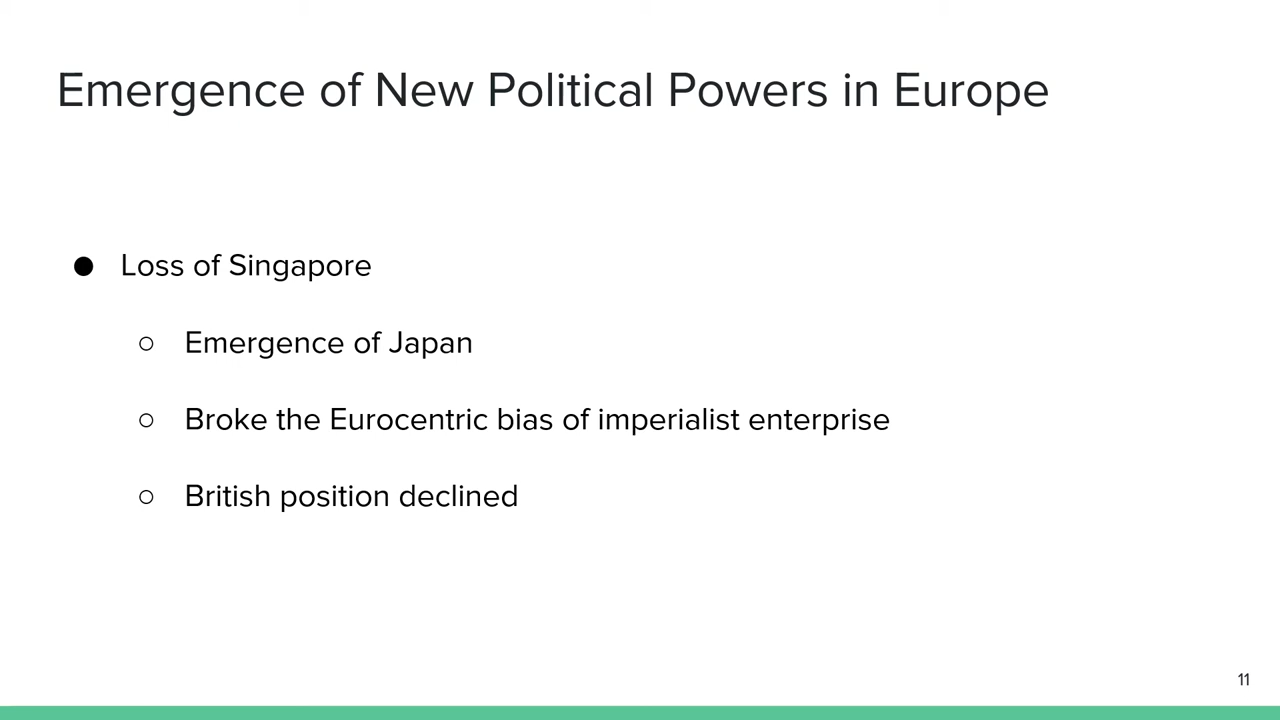 Emergence of New Political Powers in Europe
● Loss of Singapore
○ Emergence of Japan
○ Broke the Eurocentric bias of imperialist enterprise
○ British position declined
11